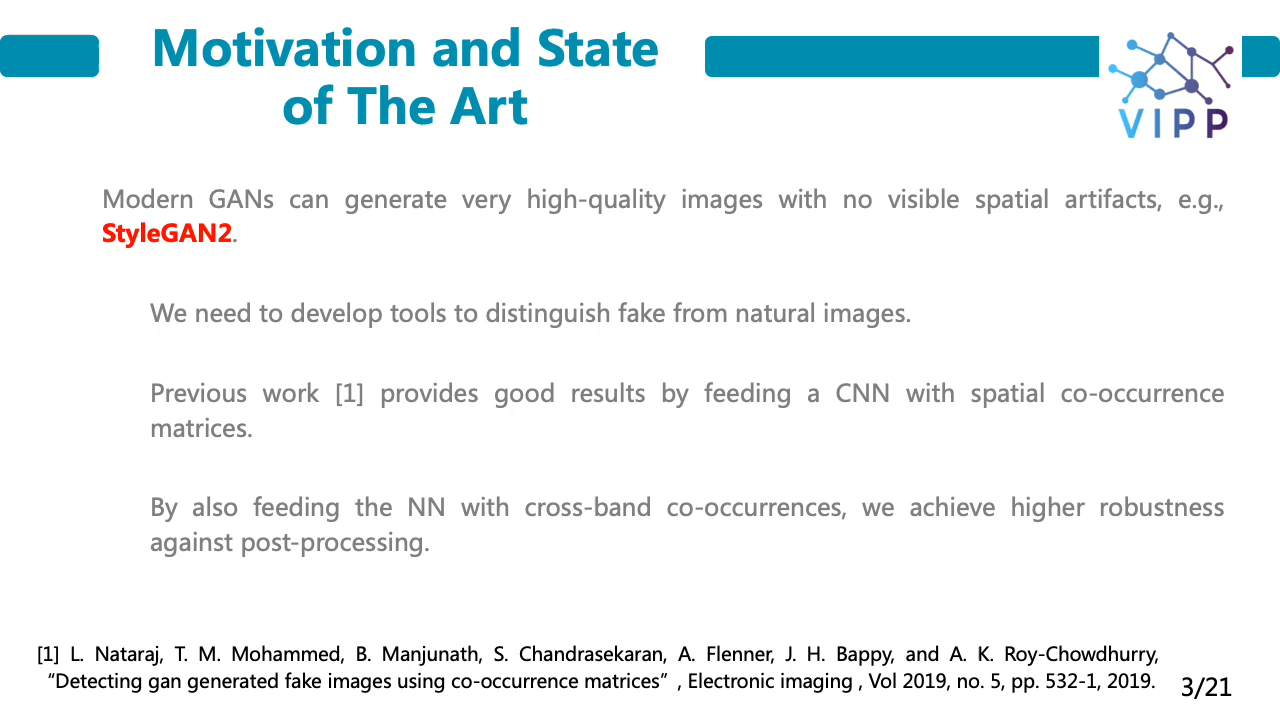 Motivation and State
of The Art
VIPP
Modern GANs can generate very high-quality images with no visible spatial artifacts, e.g.,
StyleGAN2.
We need to develop tools to distinguish fake from natural images.
Previous work [1] provides good results by feeding a CNN with spatial co-occurrence
matrices.
By also feeding the NN with cross-band co-occurrences, we achieve higher robustness
against post-processing.
[1] L. Nataraj, T. M. Mohammed, B. Manjunath, S. Chandrasekaran, A. Flenner, J. H. Bappy, and A. K. Roy-Chowdhurry,
“Detecting gan generated fake images using co-occurrence matrices” , Electronic imaging , Vol 2019, no. 5, pp. 532-1, 2019.
3/21